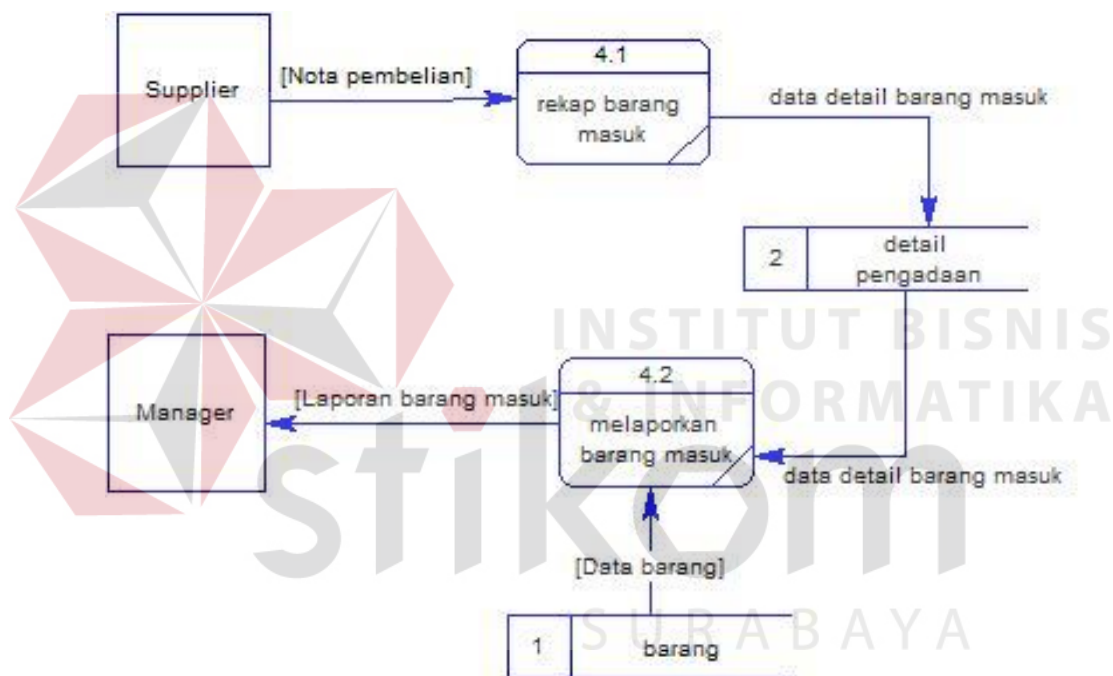 4.1
Supplier
[Nota pembelian]
rekap barang
masuk
data detail barang masuk
2
detail
pengadaan
INSTITUT BISNIS
& INFORMATIKA
4.2
Manager
[Laporan barang masuk]
melaporkan
barang masuk
data detail barang masuk
stikom
[Data barang]
SURABAYA
1
barang